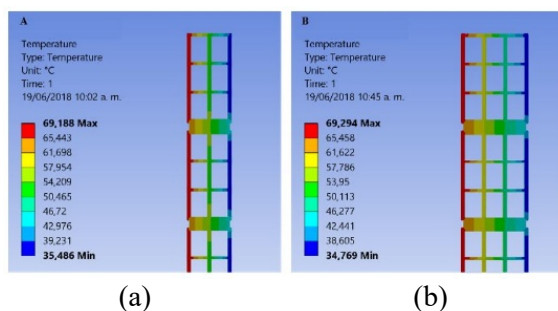 A
Temperature
Type: Temperature
Unit: °C
Time: 1
19/06/2018 10:02 a. m.
69,188 Max
65,443
61,698
57,954
54,209
50,465
46,72
42,976
39,231
35,486 Min
B
Temperature
Type: Temperature
Unit: °C
Time: 1
19/06/2018 10:45 a. m.
69,294 Max
65,458
61,622
57,786
53,95
50,113
46,277
42,441
38,605
34,769 Min
(a)
(b)